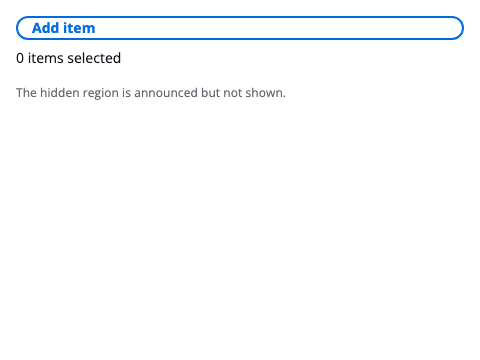 Add item
0 items selected
The hidden region is announced but not shown.